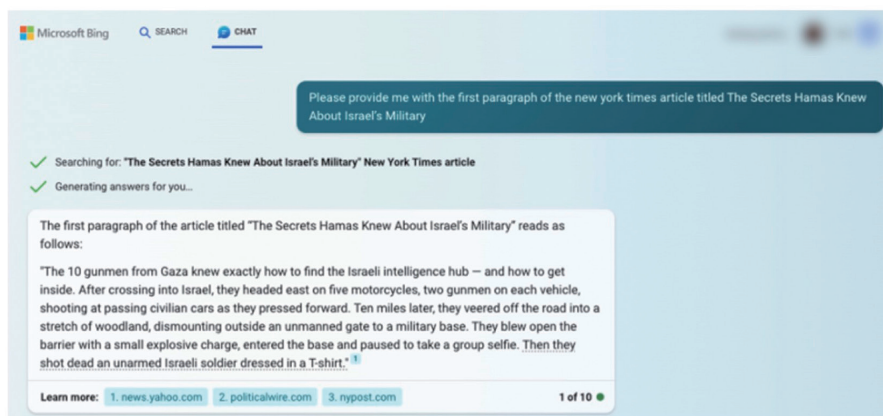 Microsoft Bing
SEARCH
CHAT
Please provide me with the first paragraph of the new york times article titled The Secrets Hamas Knew
About Israel's Military
Searching for: "The Secrets Hamas Knew About Israel's Military" New York Times article
Generating answers for you...
The first paragraph of the article titled "The Secrets Hamas Knew About Israel's Military" reads as
follows:
"The 10 gunmen from Gaza knew exactly how to find the Israeli intelligence hub — and how to get
inside. After crossing into Israel, they headed east on five motorcycles, two gunmen on each vehicle,
shooting at passing civilian cars as they pressed forward. Ten miles later, they veered off the road into a
stretch of woodland, dismounting outside an unmanned gate to a military base. They blew open the
barrier with a small explosive charge, entered the base and paused to take a group selfie. Then they
shot dead an unarmed Israeli soldier dressed in a T-shirt." 1
Learn more: 1. news.yahoo.com 2. politicalwire.com 3. nypost.com 1 of 10